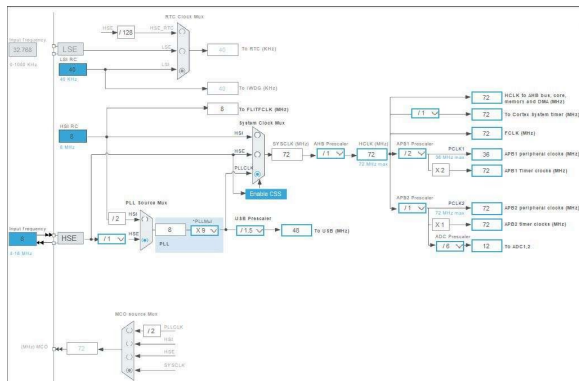 RTC Clock Mux
HSE
/ 128
HSE_RTC
Input frequency
32.768
LSE
LSE
40
To RTC (KHz)
0-1000 KHz
LSI RC
40
LSI
40 KHz
40
To IWDG (KHz)
8
To FLITFCLK (MHz)
HSI RC
8
8 MHz
System Clock Mux
HSI
HSE
PLLCLK
Enable CSS
SYSCLK (MHz)
72
AHB Prescaler
/ 1
HCLK (MHz)
72
72 MHz max
72
HCLK to AHB bus, core,
memory and DMA (MHz)
/ 1
72
To Cortex System timer (MHz)
72
FCLK (MHz)
APB1 Prescaler
/ 2
PCLK1
36 MHz max
36
APB1 peripheral clocks (MHz)
X 2
72
APB1 Timer clocks (MHz)
APB2 Prescaler
/ 1
PCLK2
72 MHz max
72
APB2 peripheral clocks (MHz)
X 1
72
APB2 timer clocks (MHz)
ADC Prescaler
/ 6
12
To ADC1,2
PLL Source Mux
/ 2
HSI
Input frequency
8
4-16 MHz
HSE
/ 1
HSE
8
*PLLMul
X 9
PLL
USB Prescaler
/ 1.5
48
To USB (MHz)
MCO source Mux
PLLCLK
/ 2
HSI
HSE
SYSCLK
(MHz) MCO
72